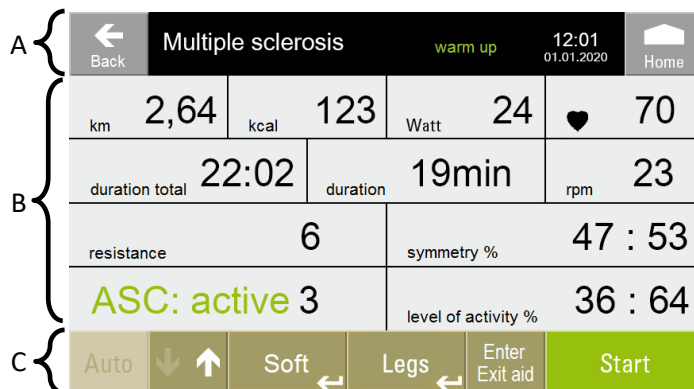 A
Back
Multiple sclerosis
warm up
12:01
01.01.2020
Home
B
km 2,64
kcal 123
Watt 24
70
duration total 22:02
duration 19min
rpm 23
resistance 6
symmetry % 47 : 53
ASC: active 3
level of activity % 36 : 64
C
Auto
Soft
Legs
Enter
Exit aid
Start